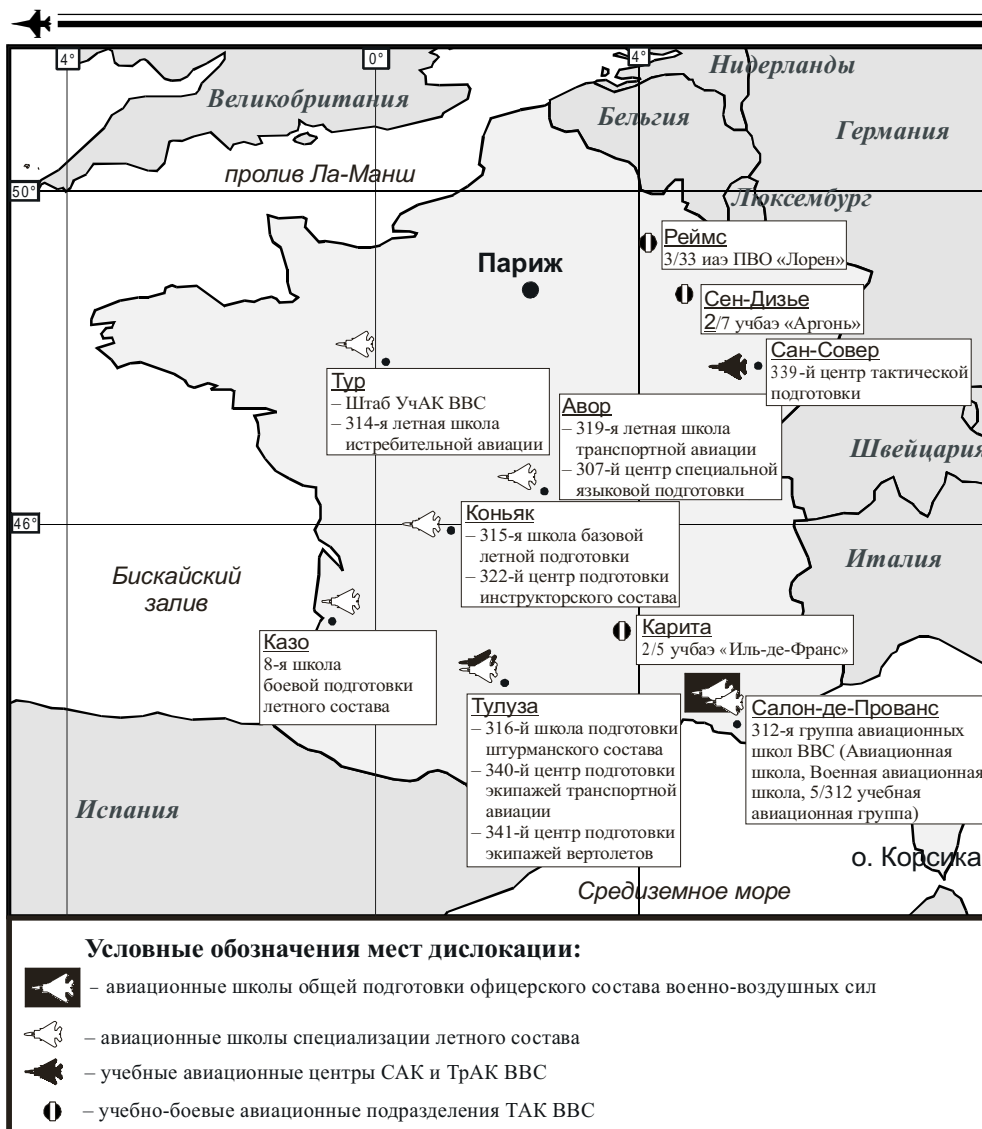 4°
0°
4°
Нидерланды
Великобритания
Бельгия
Германия
пролив Ла-Манш
50°
Люксембург
Реймс
3/33 иаэ ПВО «Лорен»
Париж
Сен-Дизье
2/7 учбаэ «Аргонь»
Сан-Совер
339-й центр тактической
подготовки
Тур
– Штаб УчАК ВВС
– 314-я летная школа
истребительной авиации
Авор
– 319-я летная школа
транспортной авиации
– 307-й центр специальной
языковой подготовки
Швейцария
46°
Коньяк
– 315-я школа базовой
летной подготовки
– 322-й центр подготовки
инструкторского состава
Италия
Бискайский
залив
Казо
8-я школа
боевой подготовки
летного состава
Карита
2/5 учбаэ «Иль-де-Франс»
Тулуза
– 316-й школа подготовки
штурманского состава
– 340-й центр подготовки
экипажей транспортной
авиации
– 341-й центр подготовки
экипажей вертолетов
Салон-де-Прованс
312-я группа авиационных
школ ВВС (Авиационная
школа, Военная авиационная
школа, 5/312 учебная
авиационная группа)
Испания
о. Корсика
Средиземное море
Условные обозначения мест дислокации:
– авиационные школы общей подготовки офицерского состава военно-воздушных сил
– авиационные школы специализации летного состава
– учебные авиационные центры САК и ТрАК ВВС
– учебно-боевые авиационные подразделения ТАК ВВС